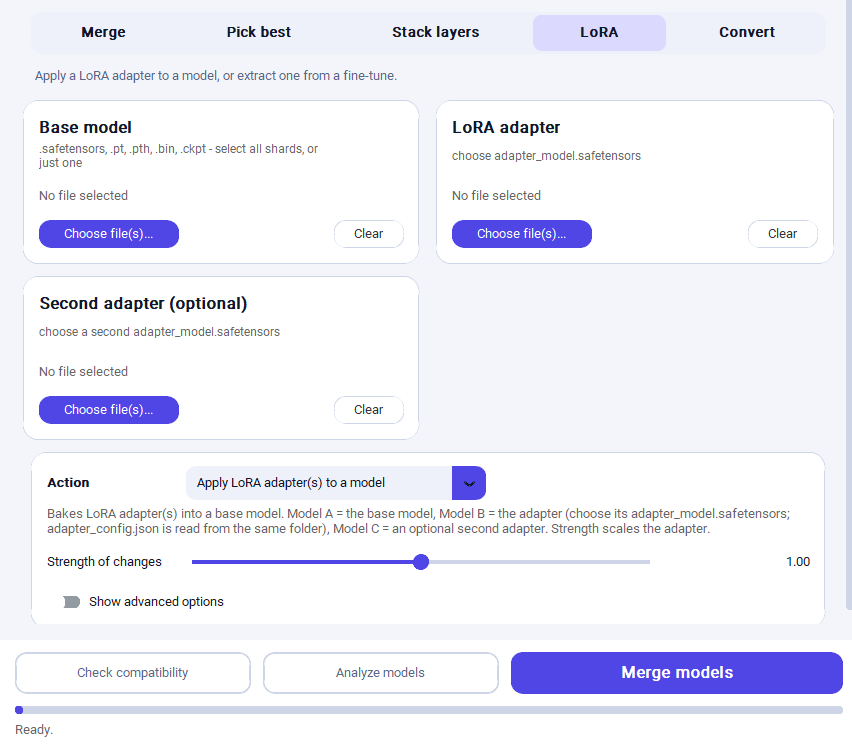 Merge
Pick best
Stack layers
LoRA
Convert
Apply a LoRA adapter to a model, or extract one from a fine-tune.
Base model
.safetensors, .pt, .pth, .bin, .ckpt - select all shards, or
just one
No file selected
Choose file(s)...
Clear
LoRA adapter
choose adapter_model.safetensors
No file selected
Choose file(s)...
Clear
Second adapter (optional)
choose a second adapter_model.safetensors
No file selected
Choose file(s)...
Clear
Action
Apply LoRA adapter(s) to a model
Bakes LoRA adapter(s) into a base model. Model A = the base model, Model B = the adapter (choose its adapter_model.safetensors;
adapter_config.json is read from the same folder), Model C = an optional second adapter. Strength scales the adapter.
Strength of changes
1.00
Show advanced options
Check compatibility
Analyze models
Merge models
Ready.